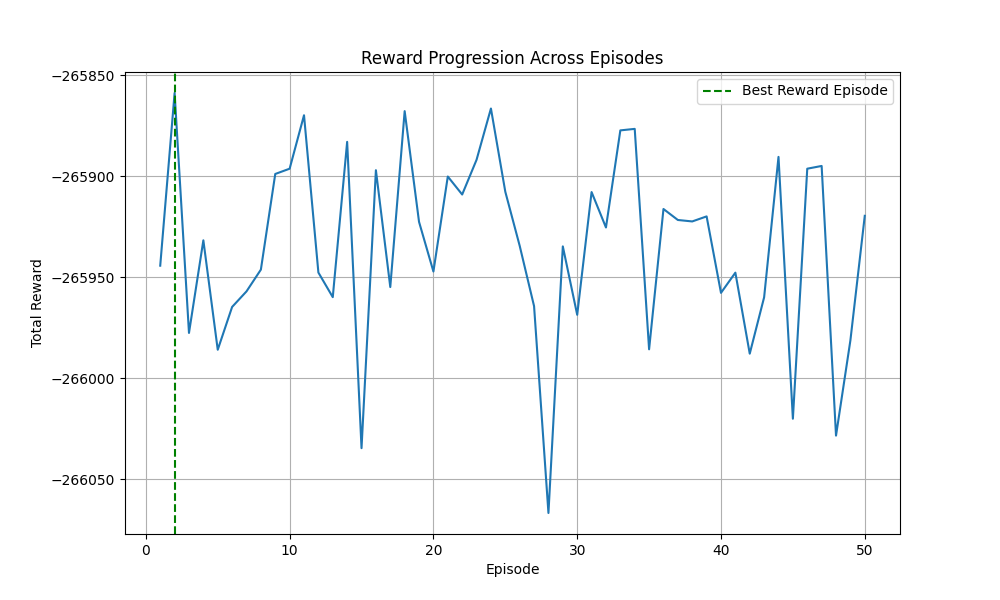 Reward Progression Across Episodes
Best Reward Episode
Total Reward
−265850
−265900
−265950
−266000
−266050
0 10 20 30 40 50
Episode